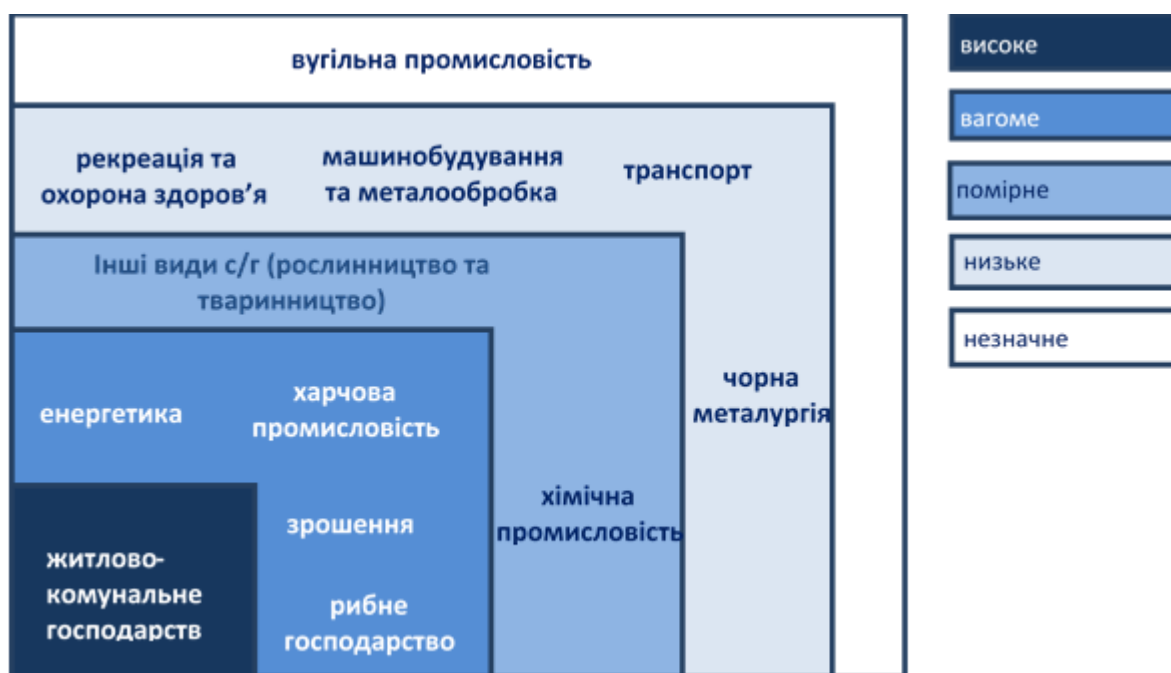 вугільна промисловість
рекреація та
охорона здоров’я
машинобудування
та металообробка
транспорт
Інші види с/г (рослинництво та
тваринництво)
чорна
металургія
енергетика
харчова
промисловість
хімічна
промисловість
зрошення
рибне
господарство
житлово-
комунальне
господарств
високе
вагоме
помірне
низьке
незначне